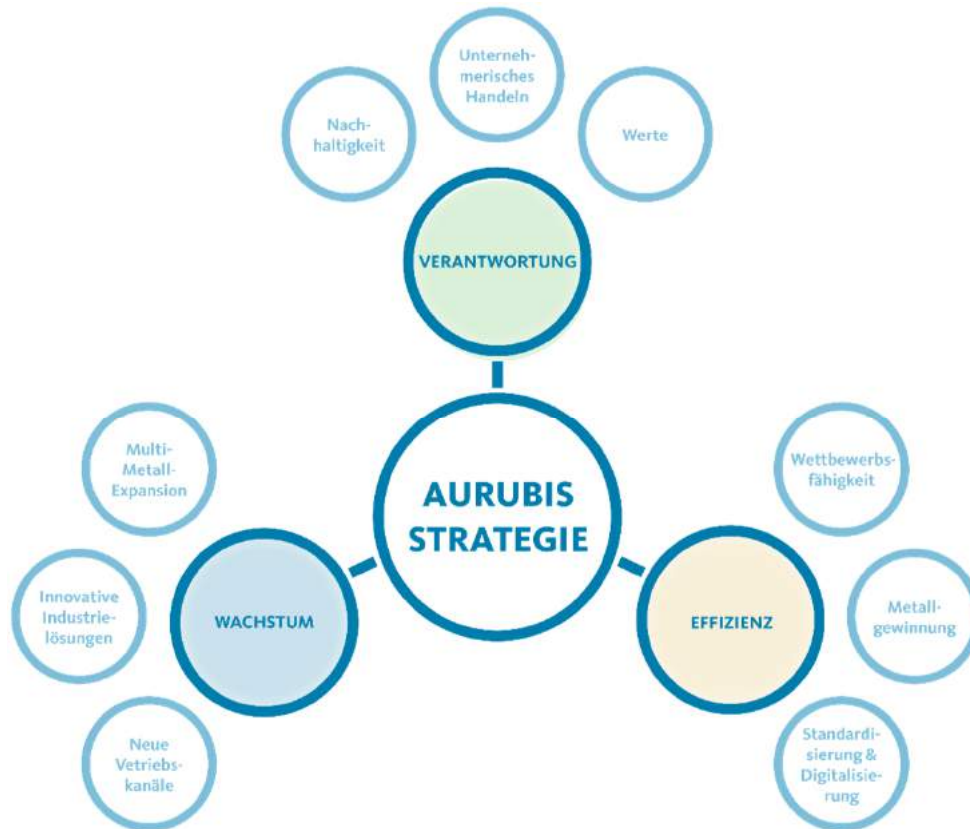 Unterneh-
merisches
Handeln
Nach-
haltigkeit
Werte
VERANTWORTUNG
Multi-
Metall-
Expansion
Wettbewerbs-
fähigkeit
AURUBIS
STRATEGIE
Innovative
Industrie-
lösungen
WACHSTUM
EFFIZIENZ
Metall-
gewinnung
Neue
Vetriebs-
kanäle
Standardi-
sierung &
Digitalisie-
rung